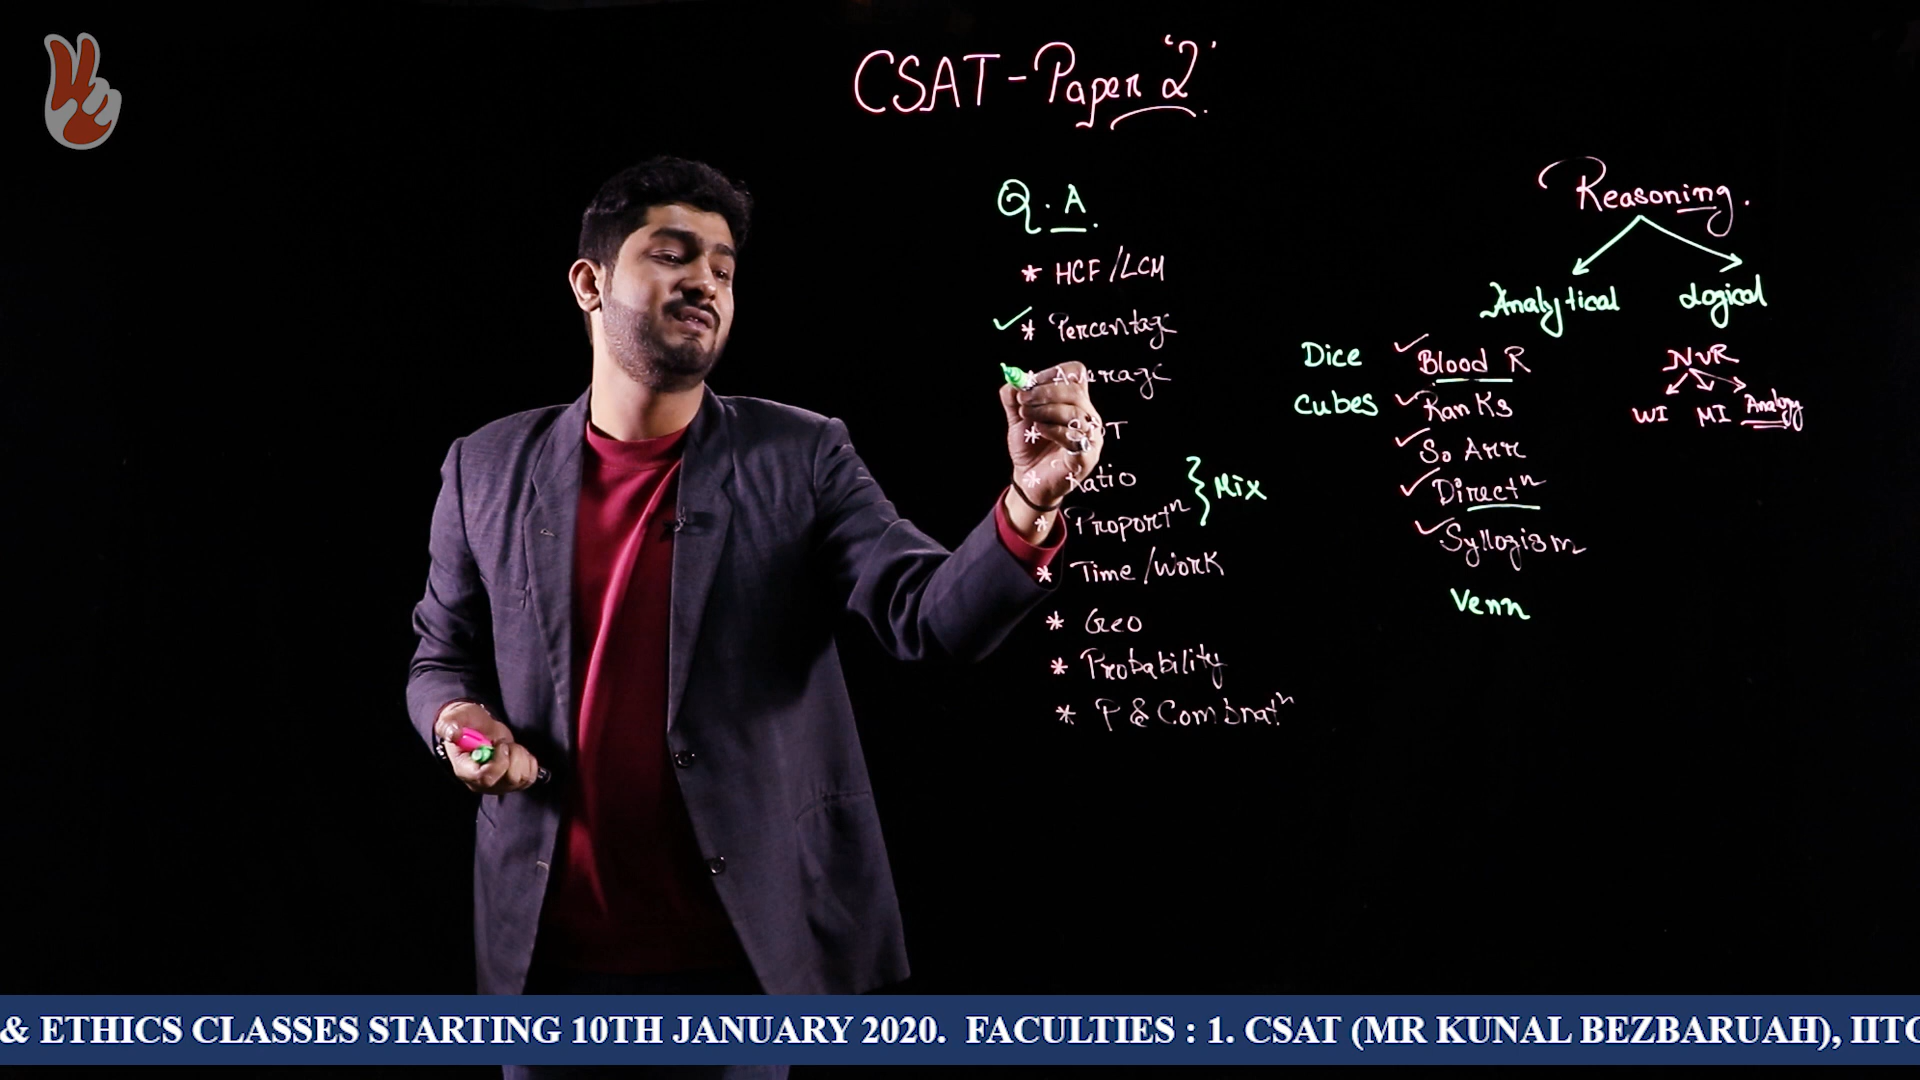 CSAT - Paper '2'.
Q. A.
* HCF/LCM
* Percentage
* Average
* SDT
* Ratio
* Proportn
} Mix
* Time/Work
* Geo
* Probability
* P & Combnatn
Reasoning.
Analytical
Logical
Dice
Cubes
Blood R
Ranks
So Arr
Directn
Syllogism
Venn
NVR
WI MI Analogy
& ETHICS CLASSES STARTING 10TH JANUARY 2020. FACULTIES : 1. CSAT (MR KUNAL BEZBARUAH), IITG